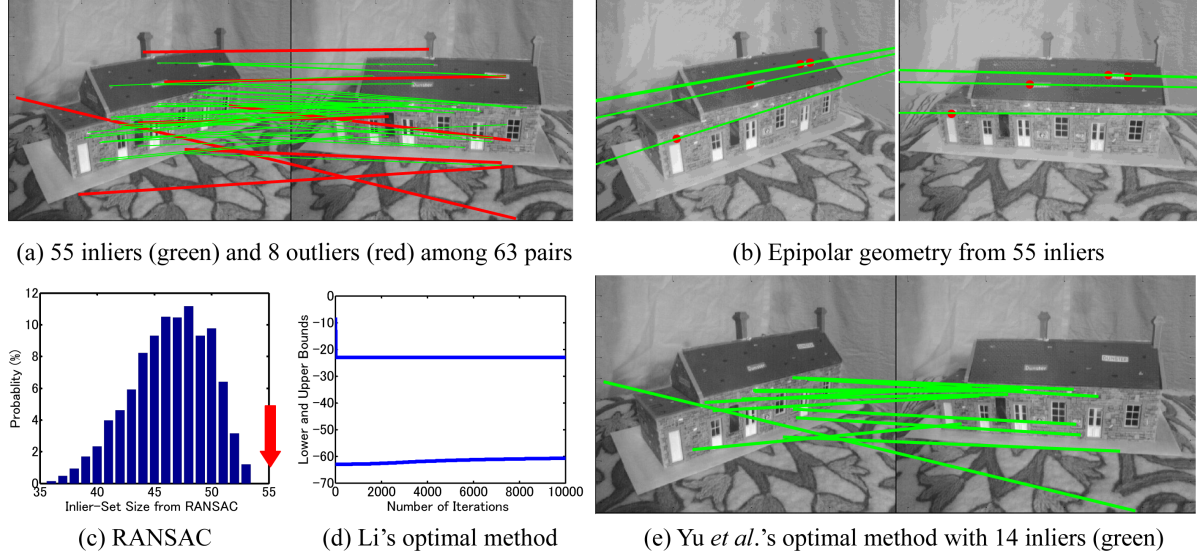 (a) 55 inliers (green) and 8 outliers (red) among 63 pairs
(b) Epipolar geometry from 55 inliers
12
10
8
6
4
2
0
35
40
45
50
55
Probablity (%)
Inlier-Set Size from RANSAC
(c) RANSAC
0
-10
-20
-30
-40
-50
-60
-70
0
2000
4000
6000
8000
10000
Lower and Upper Bounds
Number of Iterations
(d) Li's optimal method
(e) Yu et al.'s optimal method with 14 inliers (green)